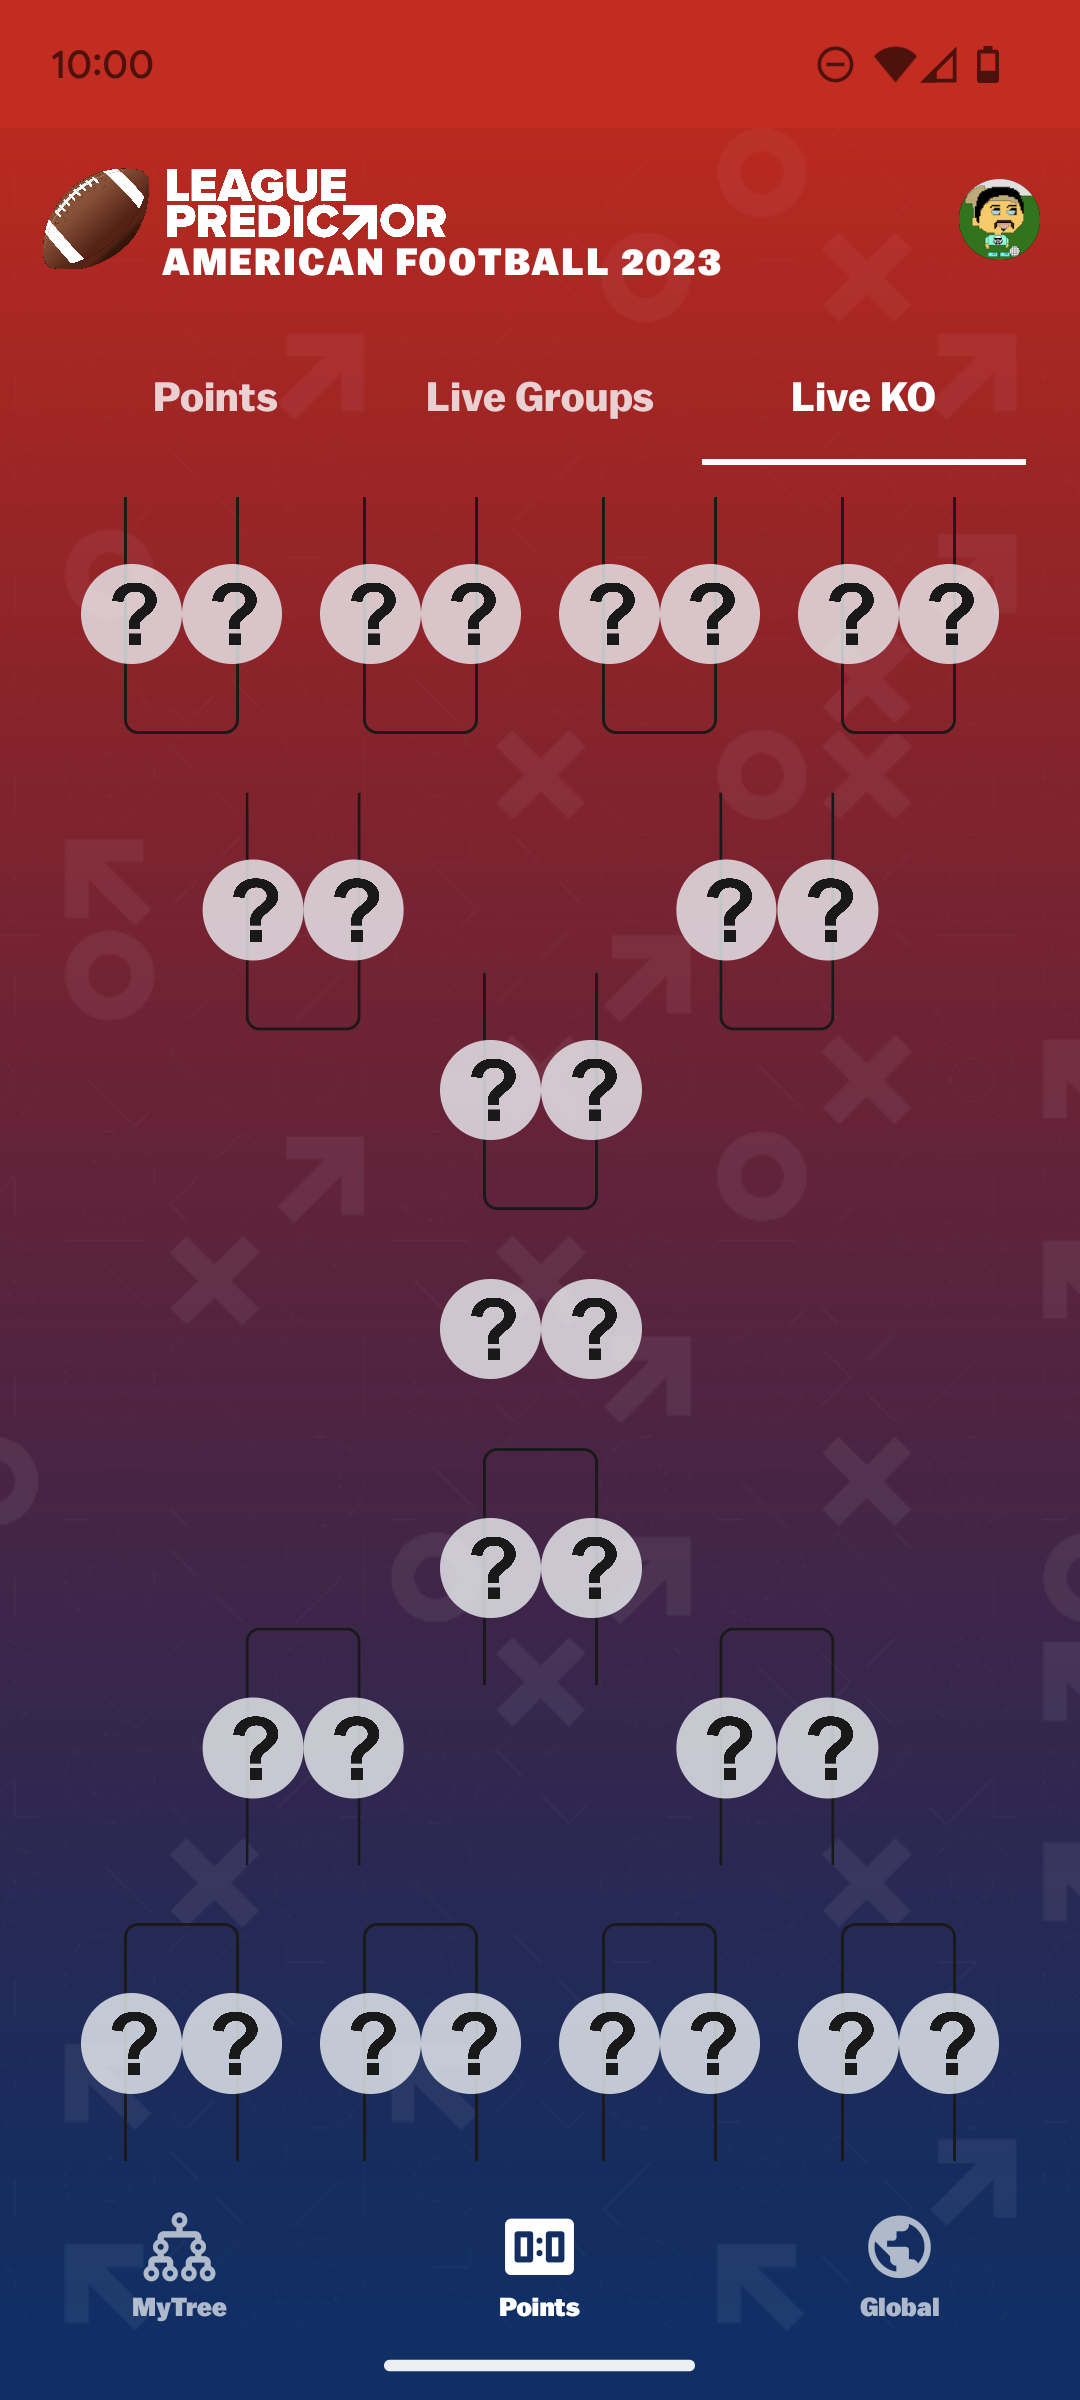 10:00
LEAGUE
PREDICTOR
AMERICAN FOOTBALL 2023
Points Live Groups Live KO
? ? ? ? ? ? ? ?
? ? ? ?
? ?
? ?
? ?
? ? ? ?
? ? ? ? ? ? ? ?
0:0
MyTree Points Global